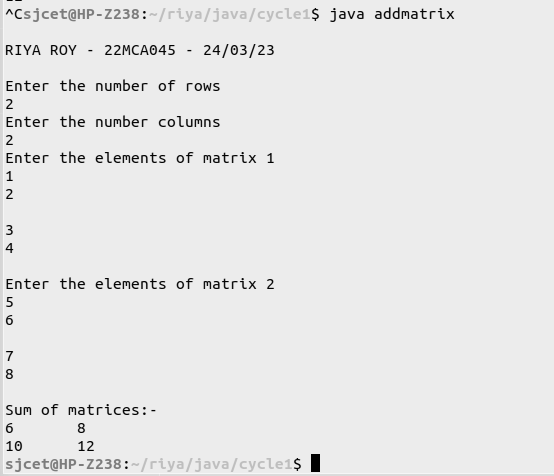 ^Csjcet@HP-Z238:~/riya/java/cycle1$ java addmatrix
RIYA ROY - 22MCA045 - 24/03/23
Enter the number of rows
2
Enter the number columns
2
Enter the elements of matrix 1
1
2
3
4
Enter the elements of matrix 2
5
6
7
8
Sum of matrices:-
6 8
10 12
sjcet@HP-Z238:~/riya/java/cycle1$